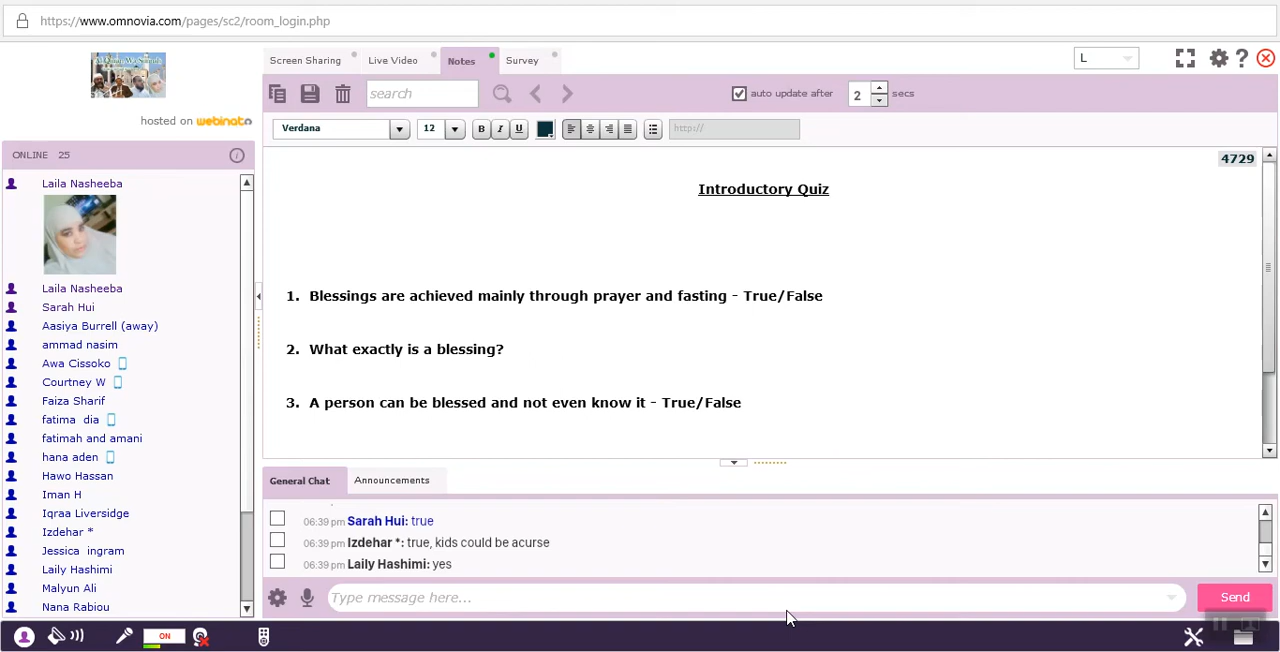 https://www.omnovia.com/pages/sc2/room_login.php
hosted on webinato
Screen Sharing Live Video Notes Survey
L
?
search
auto update after 2 secs
Verdana 12 B I U http://
ONLINE 25
4729
Laila Nasheeba
Laila Nasheeba
Sarah Hui
Aasiya Burrell (away)
ammad nasim
Awa Cissoko
Courtney W
Faiza Sharif
fatima dia
fatimah and amani
hana aden
Hawo Hassan
Iman H
Iqraa Liversidge
Izdehar *
Jessica ingram
Laily Hashimi
Malyun Ali
Nana Rabiou
Introductory Quiz
1. Blessings are achieved mainly through prayer and fasting - True/False
2. What exactly is a blessing?
3. A person can be blessed and not even know it - True/False
General Chat Announcements
06:39 pm Sarah Hui: true
06:39 pm Izdehar *: true, kids could be acurse
06:39 pm Laily Hashimi: yes
Type message here...
Send
ON